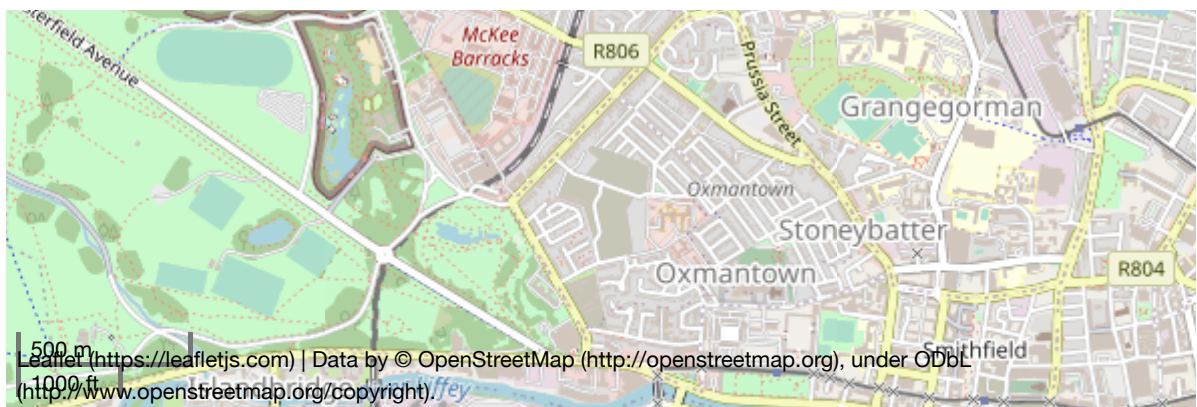 sterfield Avenue
McKee
Barracks
R806
Prussia Street
Grangegorman
Oxmantown
Stoneybatter
Oxmantown
R804
Smithfield
500 m
Leaflet (https://leafletjs.com) | Data by © OpenStreetMap (http://openstreetmap.org), under ODbL
1000 ft
(http://www.openstreetmap.org/copyright).